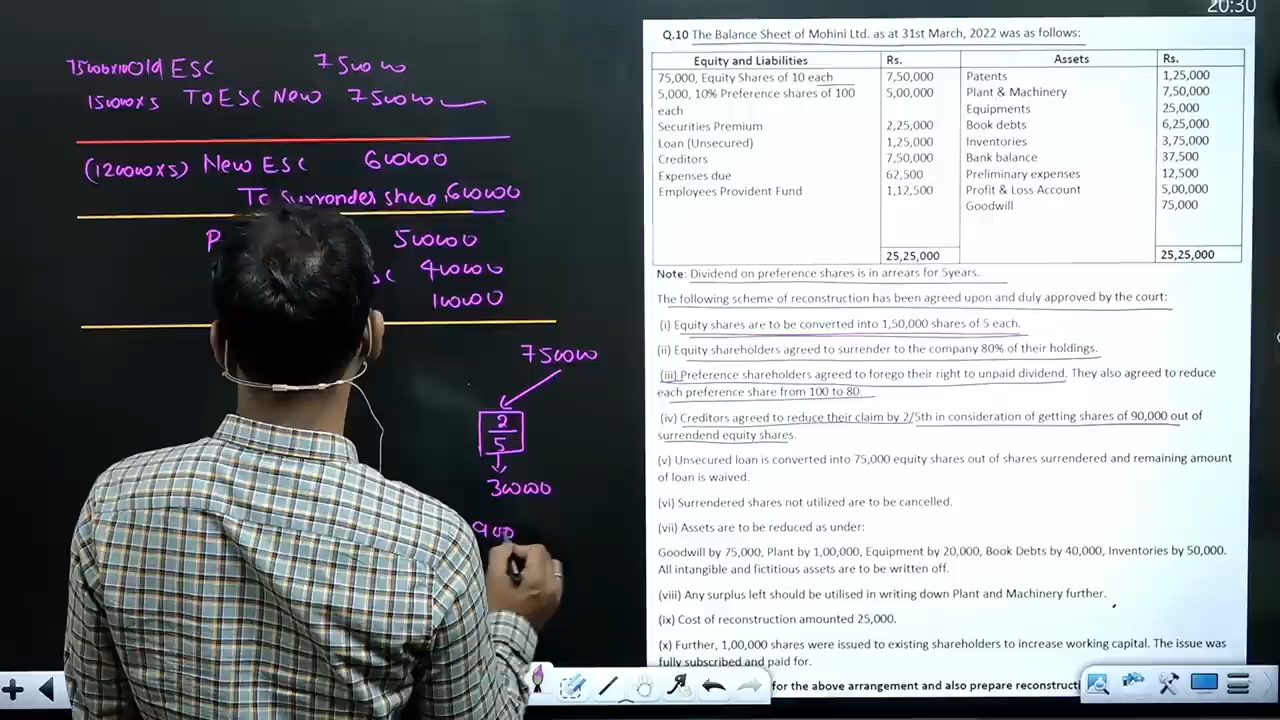 20:30
75000x10 Old ESC 750000
150000x5 To ESC New 750000
(120000x5) New ESC 600000
To Surrender share 600000
P 500000
SC 400000
100000
750000
2
5
300000
900
Q.10 The Balance Sheet of Mohini Ltd. as at 31st March, 2022 was as follows:
Equity and Liabilities Rs. Assets Rs.
75,000, Equity Shares of 10 each 7,50,000 Patents 1,25,000
5,000, 10% Preference shares of 100 5,00,000 Plant & Machinery 7,50,000
each Equipments 25,000
Securities Premium 2,25,000 Book debts 6,25,000
Loan (Unsecured) 1,25,000 Inventories 3,75,000
Creditors 7,50,000 Bank balance 37,500
Expenses due 62,500 Preliminary expenses 12,500
Employees Provident Fund 1,12,500 Profit & Loss Account 5,00,000
Goodwill 75,000
25,25,000 25,25,000
Note: Dividend on preference shares is in arrears for 5years.
The following scheme of reconstruction has been agreed upon and duly approved by the court:
(i) Equity shares are to be converted into 1,50,000 shares of 5 each.
(ii) Equity shareholders agreed to surrender to the company 80% of their holdings.
(iii) Preference shareholders agreed to forego their right to unpaid dividend. They also agreed to reduce
each preference share from 100 to 80.
(iv) Creditors agreed to reduce their claim by 2/5th in consideration of getting shares of 90,000 out of
surrendend equity shares.
(v) Unsecured loan is converted into 75,000 equity shares out of shares surrendered and remaining amount
of loan is waived.
(vi) Surrendered shares not utilized are to be cancelled.
(vii) Assets are to be reduced as under:
Goodwill by 75,000, Plant by 1,00,000, Equipment by 20,000, Book Debts by 40,000, Inventories by 50,000.
All intangible and fictitious assets are to be written off.
(viii) Any surplus left should be utilised in writing down Plant and Machinery further.
(ix) Cost of reconstruction amounted 25,000.
(x) Further, 1,00,000 shares were issued to existing shareholders to increase working capital. The issue was
fully subscribed and paid for.
for the above arrangement and also prepare reconstructi